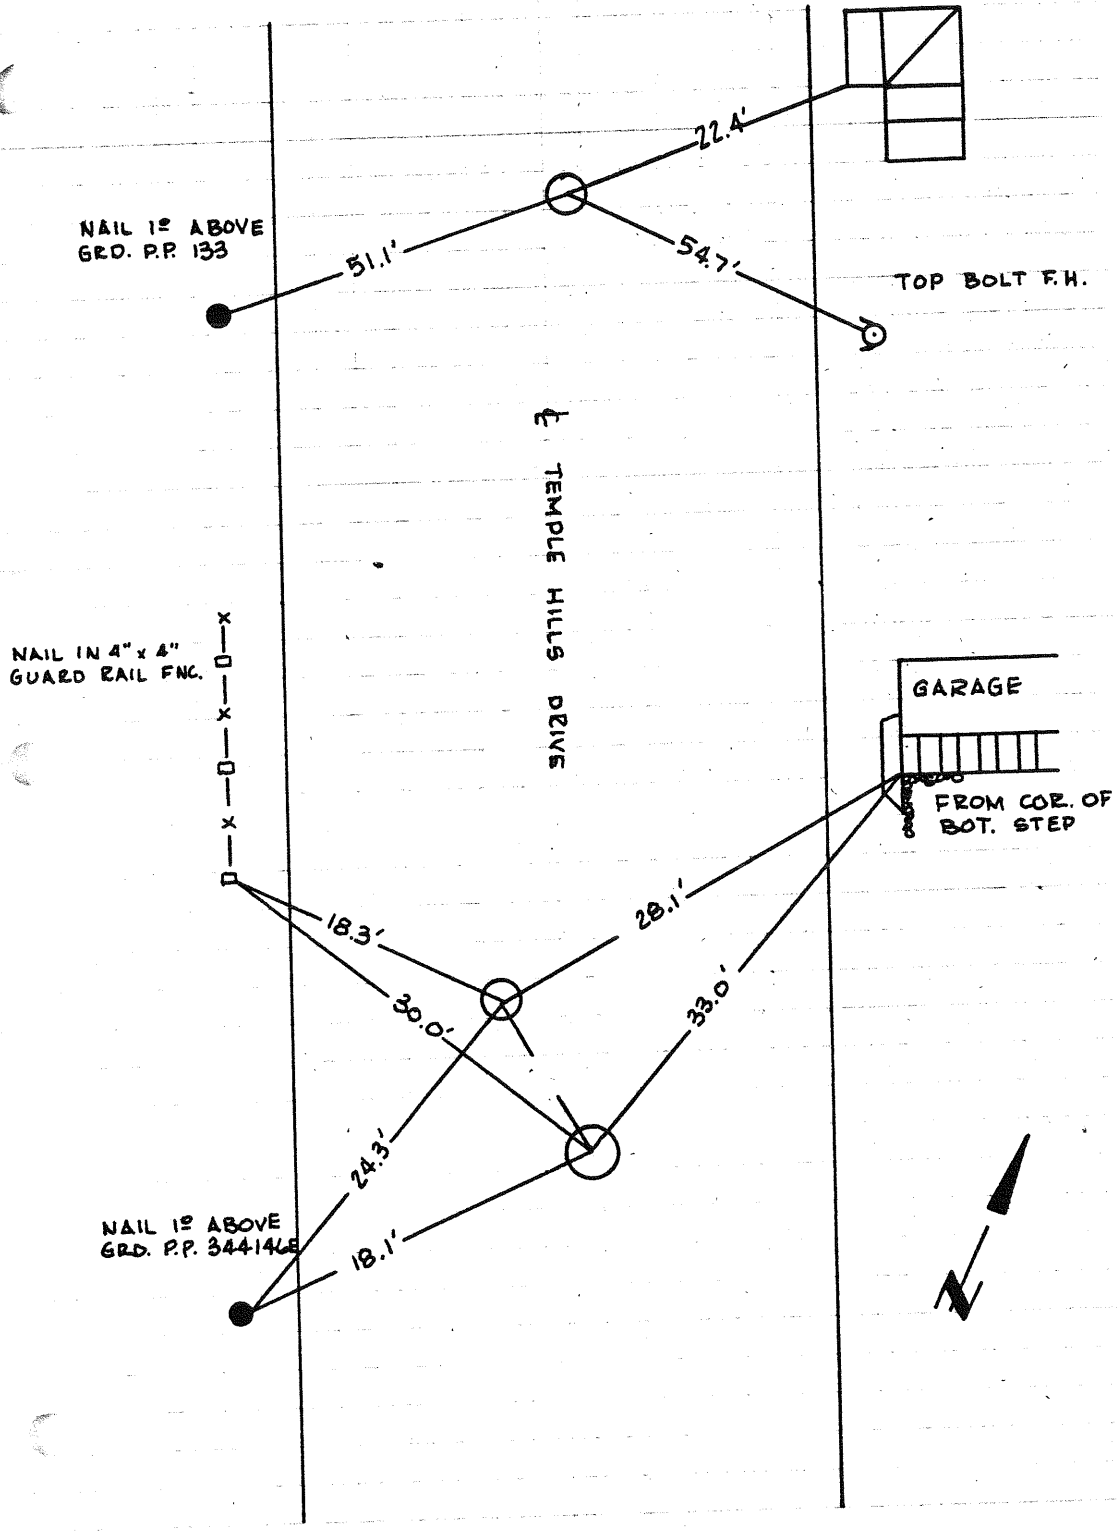 22.4'
NAIL 1º ABOVE
GRD. P.P. 133
51.1'
54.7'
TOP BOLT F.H.
℄ TEMPLE HILLS DRIVE
NAIL IN 4" x 4"
GUARD RAIL FNC.
GARAGE
FROM COR. OF
BOT. STEP
18.3'
28.1'
30.0'
33.0'
24.3'
NAIL 1º ABOVE
GRD. P.P. 344146E
18.1'
N